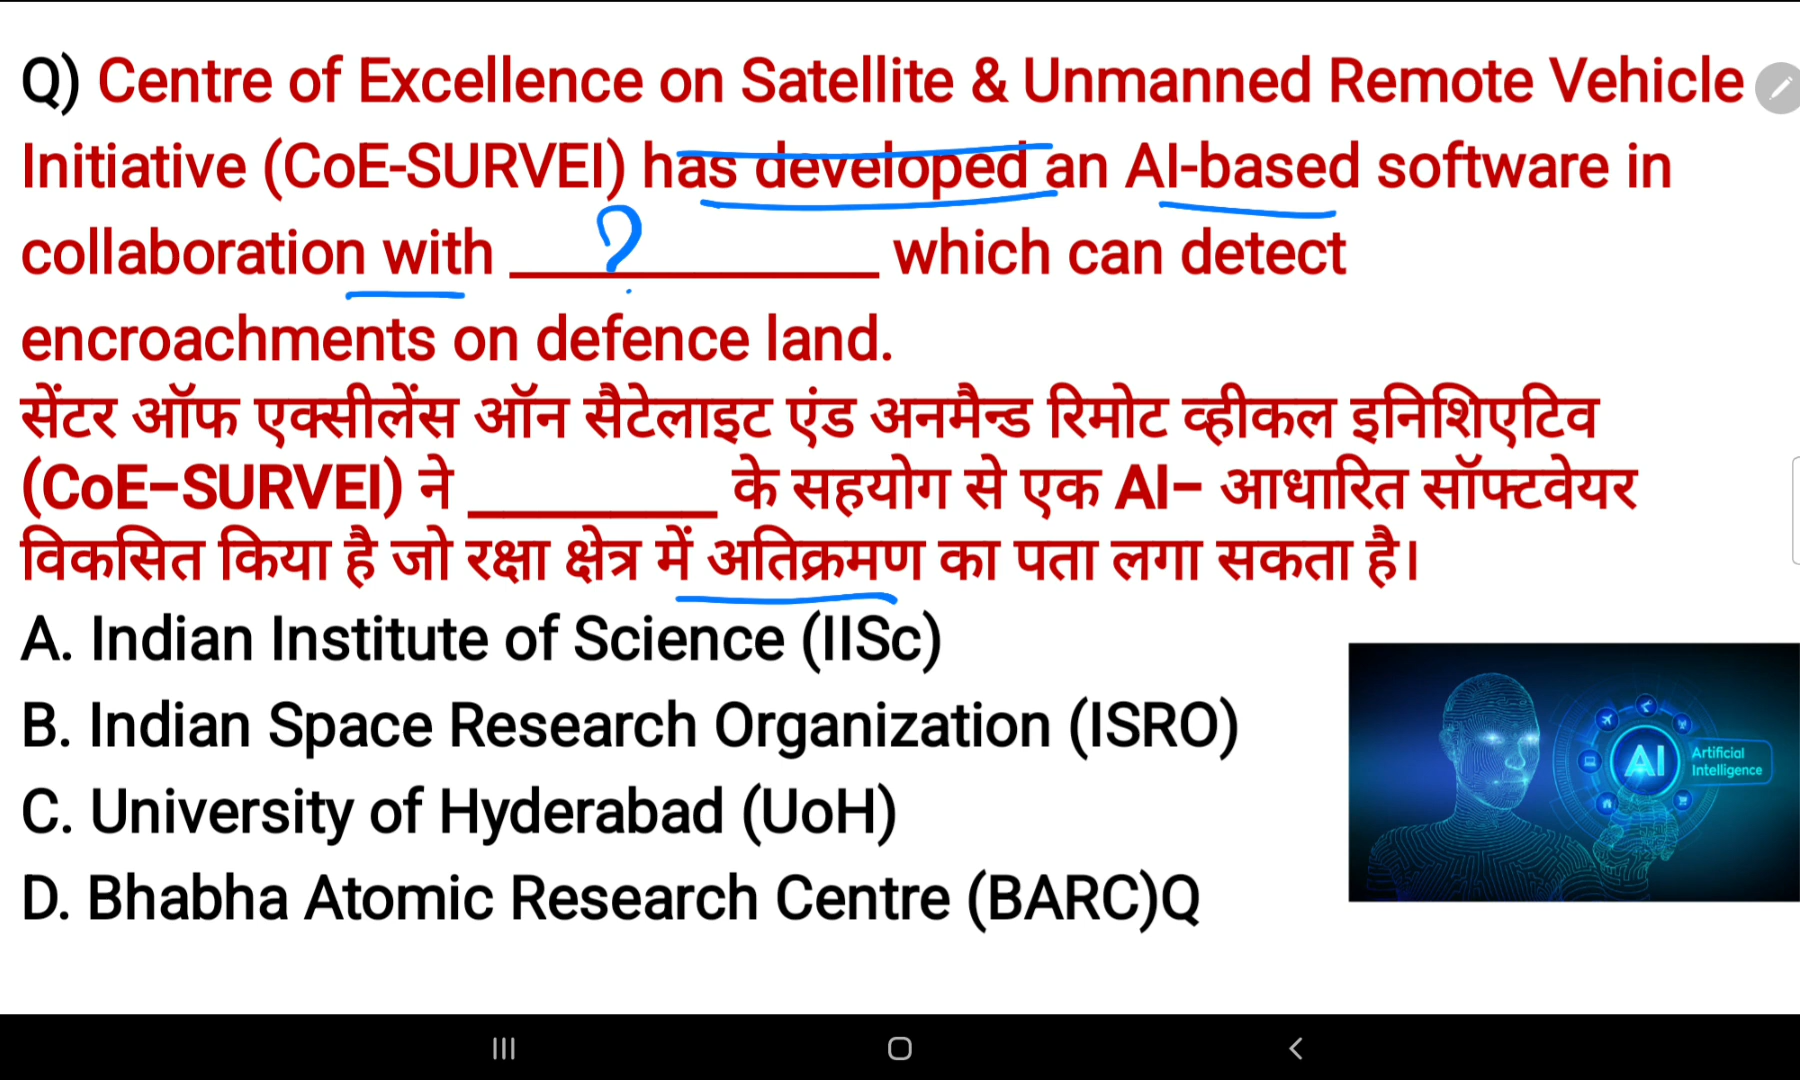 Q) Centre of Excellence on Satellite & Unmanned Remote Vehicle
Initiative (CoE-SURVEI) has developed an AI-based software in
collaboration with ____?____ which can detect
encroachments on defence land.
सेंटर ऑफ एक्सीलेंस ऑन सैटेलाइट एंड अनमैन्ड रिमोट व्हीकल इनिशिएटिव
(CoE-SURVEI) ने ________ के सहयोग से एक AI- आधारित सॉफ्टवेयर
विकसित किया है जो रक्षा क्षेत्र में अतिक्रमण का पता लगा सकता है।
A. Indian Institute of Science (IISc)
B. Indian Space Research Organization (ISRO)
C. University of Hyderabad (UoH)
D. Bhabha Atomic Research Centre (BARC)Q
AI
Artificial
Intelligence